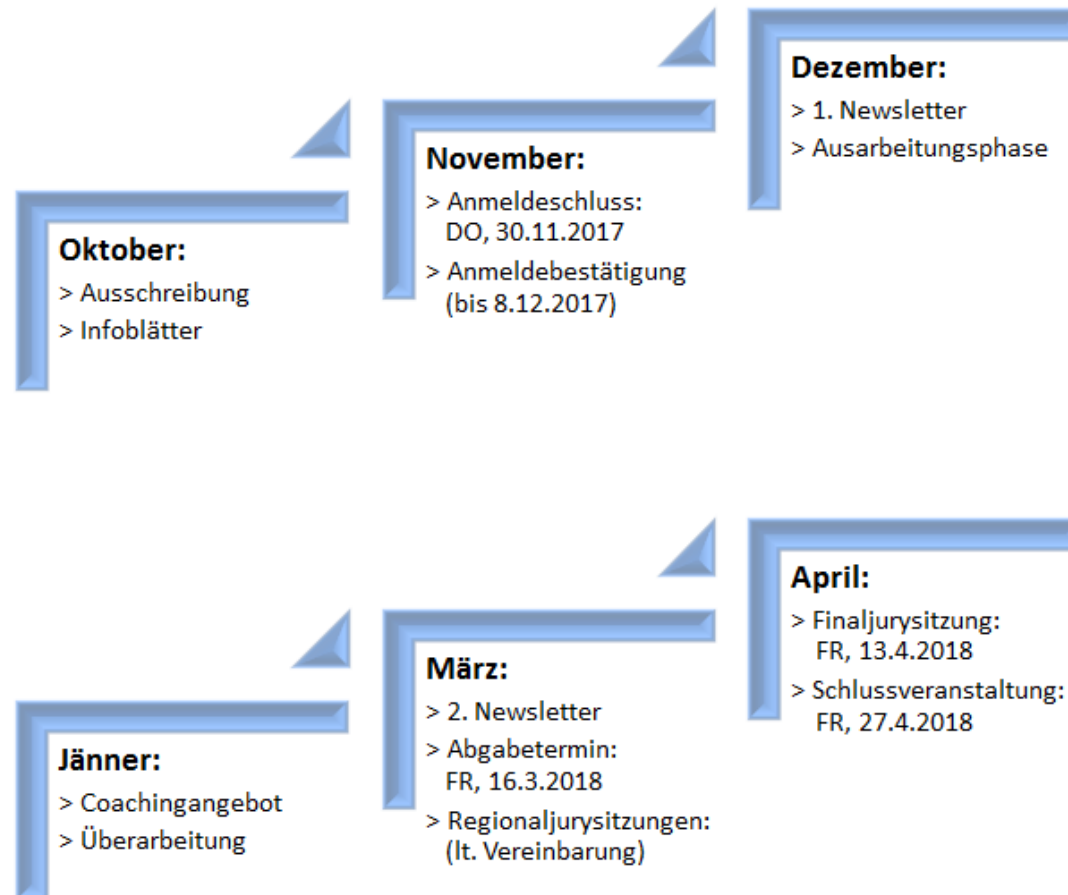 Oktober:
> Ausschreibung
> Infoblätter
November:
> Anmeldeschluss:
DO, 30.11.2017
> Anmeldebestätigung
(bis 8.12.2017)
Dezember:
> 1. Newsletter
> Ausarbeitungsphase
Jänner:
> Coachingangebot
> Überarbeitung
März:
> 2. Newsletter
> Abgabetermin:
FR, 16.3.2018
> Regionaljurysitzungen:
(lt. Vereinbarung)
April:
> Finaljurysitzung:
FR, 13.4.2018
> Schlussveranstaltung:
FR, 27.4.2018